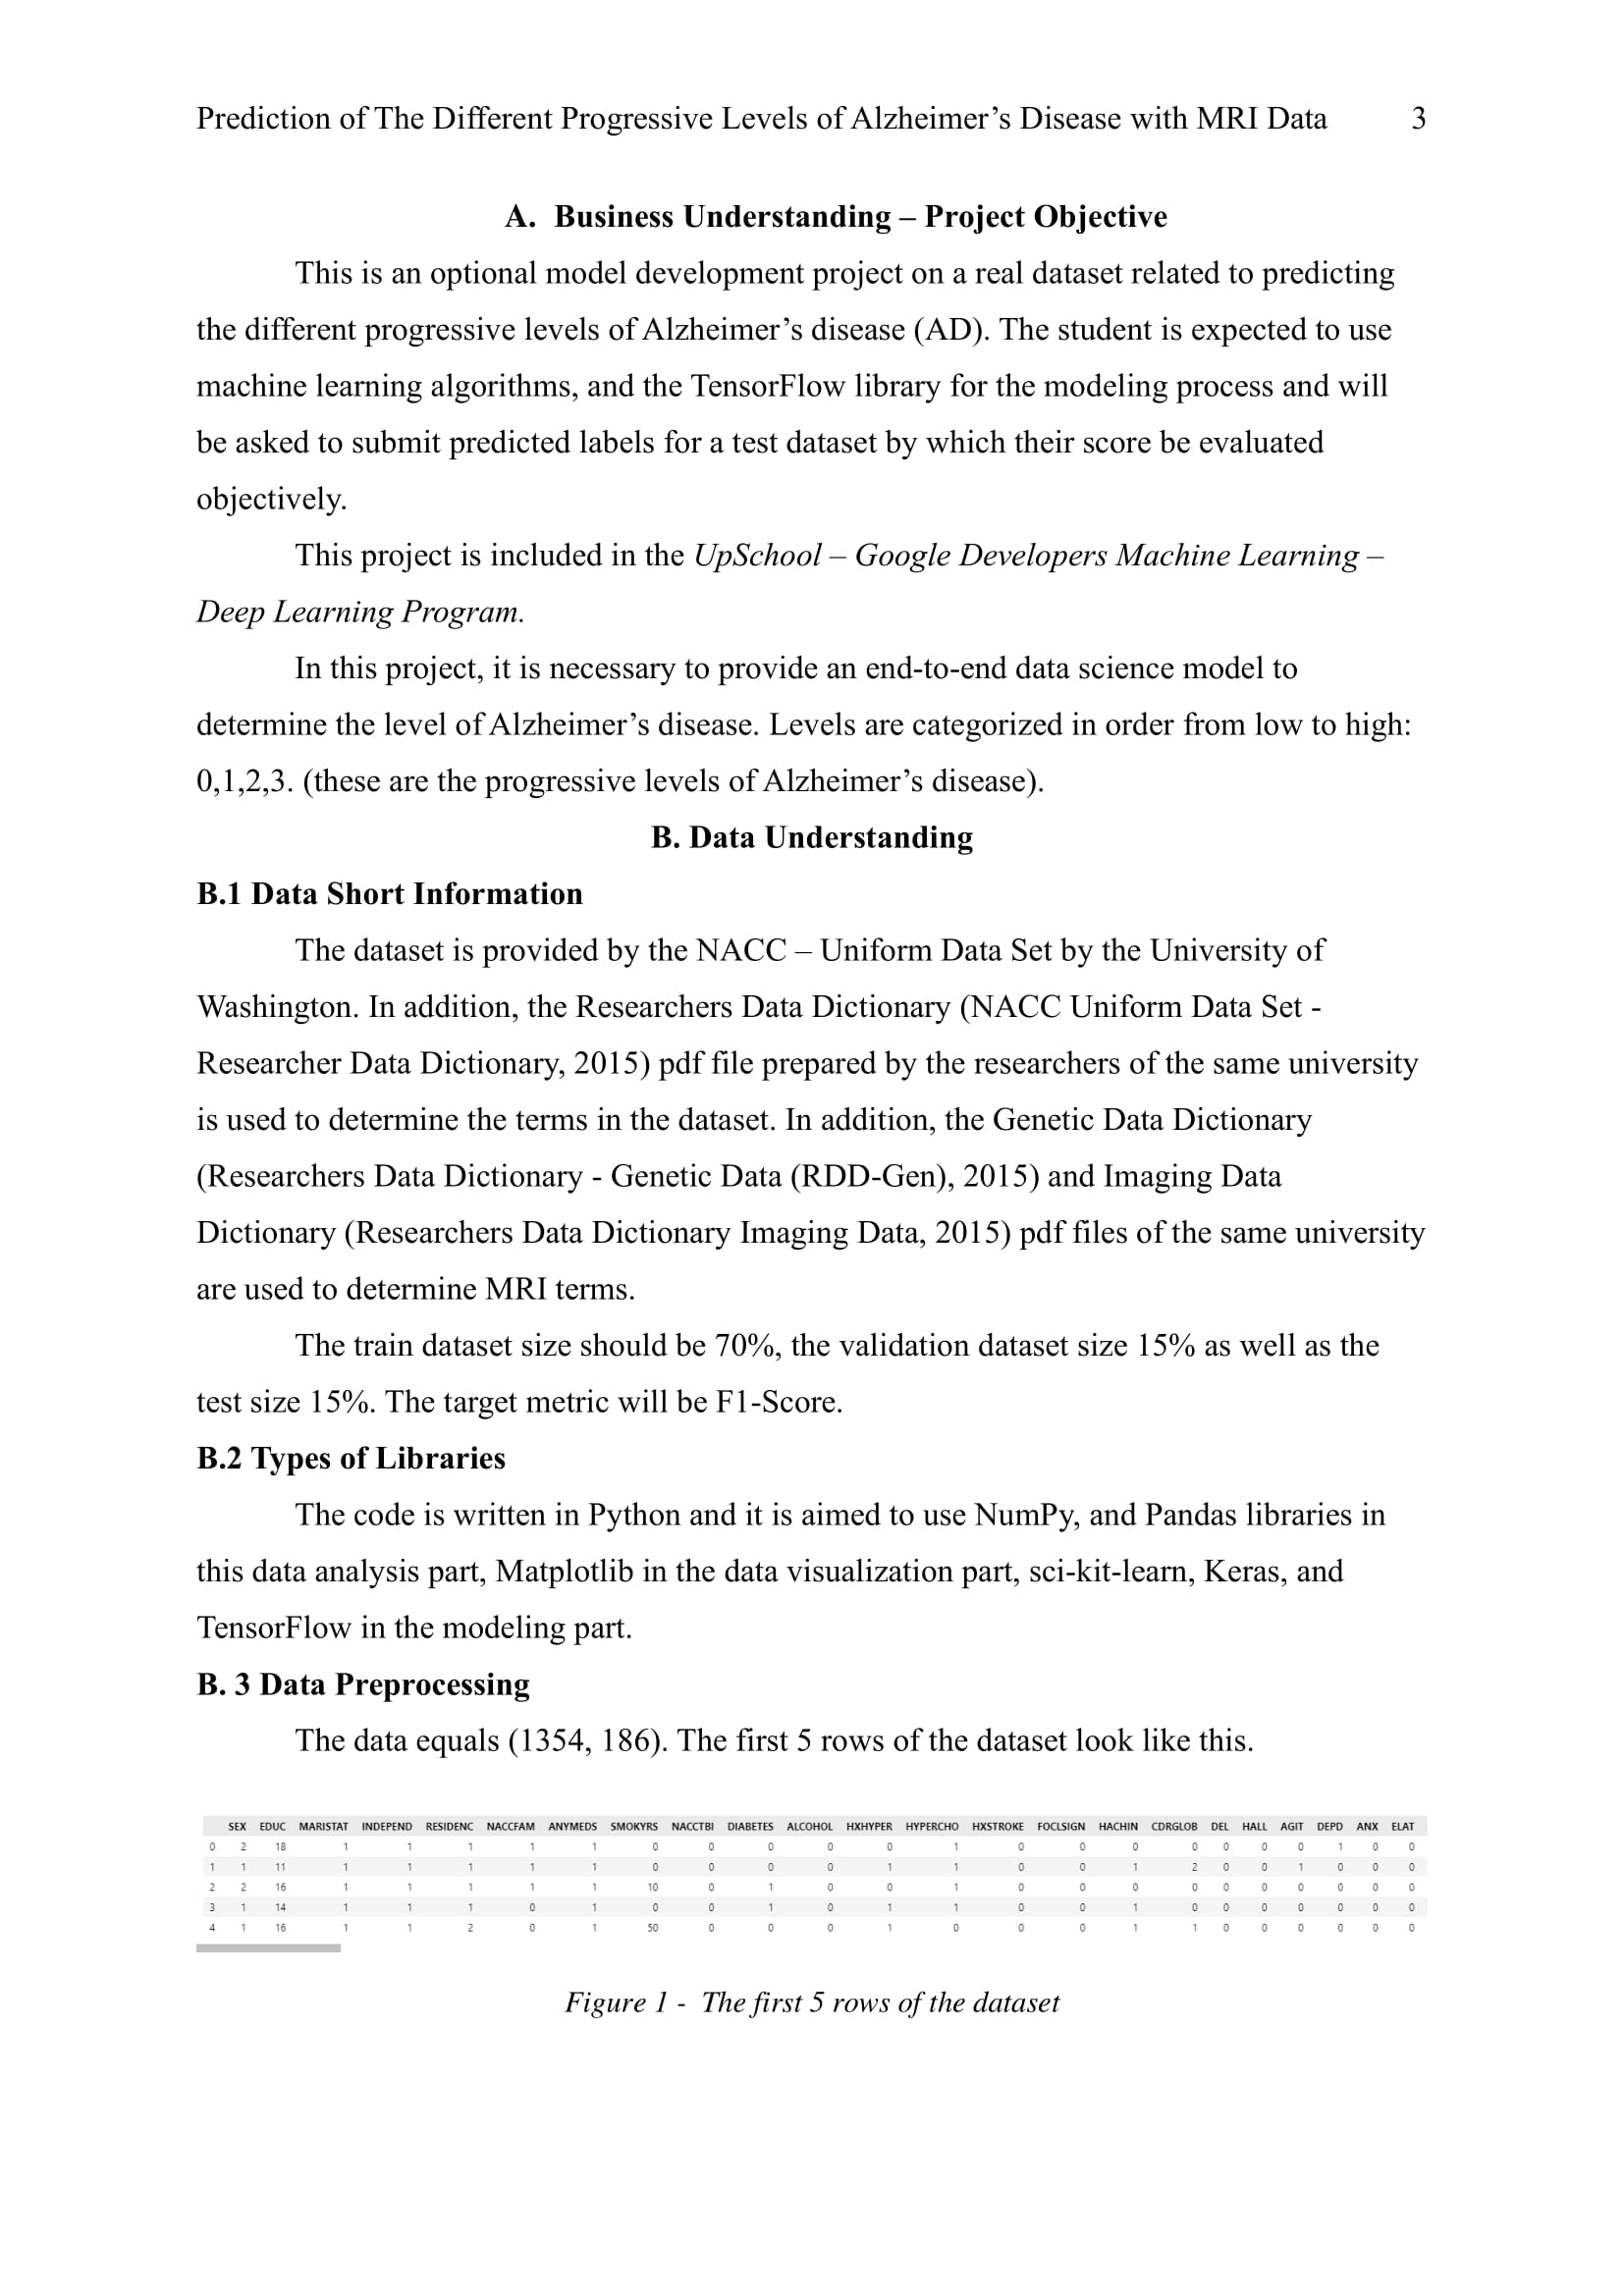 Prediction of The Different Progressive Levels of Alzheimer’s Disease with MRI Data 3
A. Business Understanding – Project Objective
This is an optional model development project on a real dataset related to predicting
the different progressive levels of Alzheimer’s disease (AD). The student is expected to use
machine learning algorithms, and the TensorFlow library for the modeling process and will
be asked to submit predicted labels for a test dataset by which their score be evaluated
objectively.
This project is included in the UpSchool – Google Developers Machine Learning –
Deep Learning Program.
In this project, it is necessary to provide an end-to-end data science model to
determine the level of Alzheimer’s disease. Levels are categorized in order from low to high:
0,1,2,3. (these are the progressive levels of Alzheimer’s disease).
B. Data Understanding
B.1 Data Short Information
The dataset is provided by the NACC – Uniform Data Set by the University of
Washington. In addition, the Researchers Data Dictionary (NACC Uniform Data Set -
Researcher Data Dictionary, 2015) pdf file prepared by the researchers of the same university
is used to determine the terms in the dataset. In addition, the Genetic Data Dictionary
(Researchers Data Dictionary - Genetic Data (RDD-Gen), 2015) and Imaging Data
Dictionary (Researchers Data Dictionary Imaging Data, 2015) pdf files of the same university
are used to determine MRI terms.
The train dataset size should be 70%, the validation dataset size 15% as well as the
test size 15%. The target metric will be F1-Score.
B.2 Types of Libraries
The code is written in Python and it is aimed to use NumPy, and Pandas libraries in
this data analysis part, Matplotlib in the data visualization part, sci-kit-learn, Keras, and
TensorFlow in the modeling part.
B. 3 Data Preprocessing
The data equals (1354, 186). The first 5 rows of the dataset look like this.
SEX EDUC MARISTAT INDEPEND RESIDENC NACCFAM ANYMEDS SMOKYRS NACCTBI DIABETES ALCOHOL HXHYPER HYPERCHO HXSTROKE FOCLSIGN HACHIN CDRGLOB DEL HALL AGIT DEPD ANX ELAT
0 2 18 1 1 1 1 1 0 0 0 0 0 1 0 0 0 0 0 0 0 1 0 0
1 1 11 1 1 1 1 1 0 0 0 0 1 1 0 0 1 2 0 0 1 0 0 0
2 2 16 1 1 1 1 1 10 0 1 0 0 1 0 0 0 0 0 0 0 0 0 0
3 1 14 1 1 1 0 1 0 0 1 0 1 1 0 0 1 0 0 0 0 0 0 0
4 1 16 1 1 2 0 1 50 0 0 0 1 0 0 0 1 1 0 0 0 0 0 0
Figure 1 - The first 5 rows of the dataset